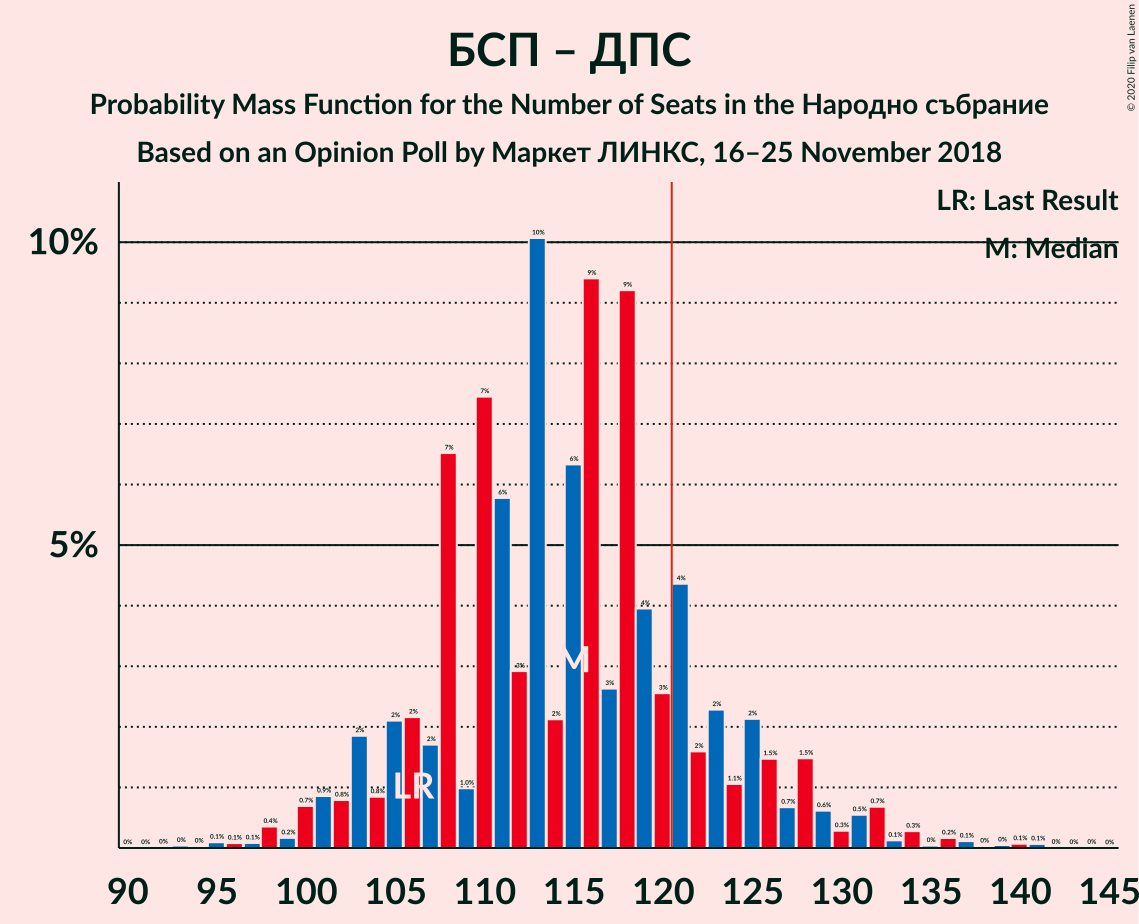 БСП – ДПС
Probability Mass Function for the Number of Seats in the Народно събрание
Based on an Opinion Poll by Маркет ЛИНКС, 16–25 November 2018
© 2020 Filip van Laenen
LR: Last Result
M: Median
10%
5%
0% 0% 0% 0% 0% 0.1% 0.1% 0.1% 0.4% 0.2% 0.7% 0.9% 0.8% 2% 0.8% 2% 2% 2% 7% 1.0% 7% 6% 3% 10% 2% 6% 9% 3% 9% 4% 3% 4% 2% 2% 1.1% 2% 1.5% 0.7% 1.5% 0.6% 0.3% 0.5% 0.7% 0.1% 0.3% 0% 0.2% 0.1% 0% 0% 0.1% 0.1% 0% 0% 0% 0%
M
LR
90 95 100 105 110 115 120 125 130 135 140 145